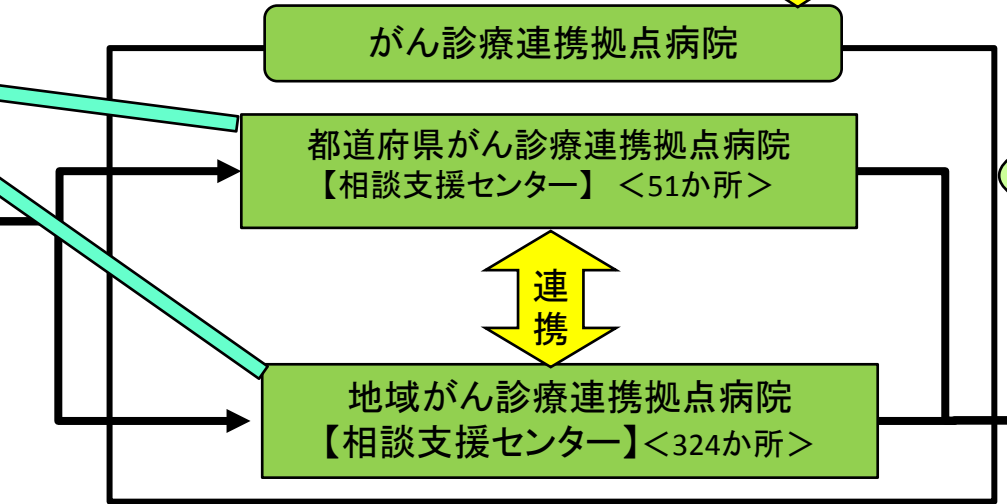 がん診療連携拠点病院
都道府県がん診療連携拠点病院
【相談支援センター】 ＜51か所＞
連
携
地域がん診療連携拠点病院
【相談支援センター】＜324か所＞